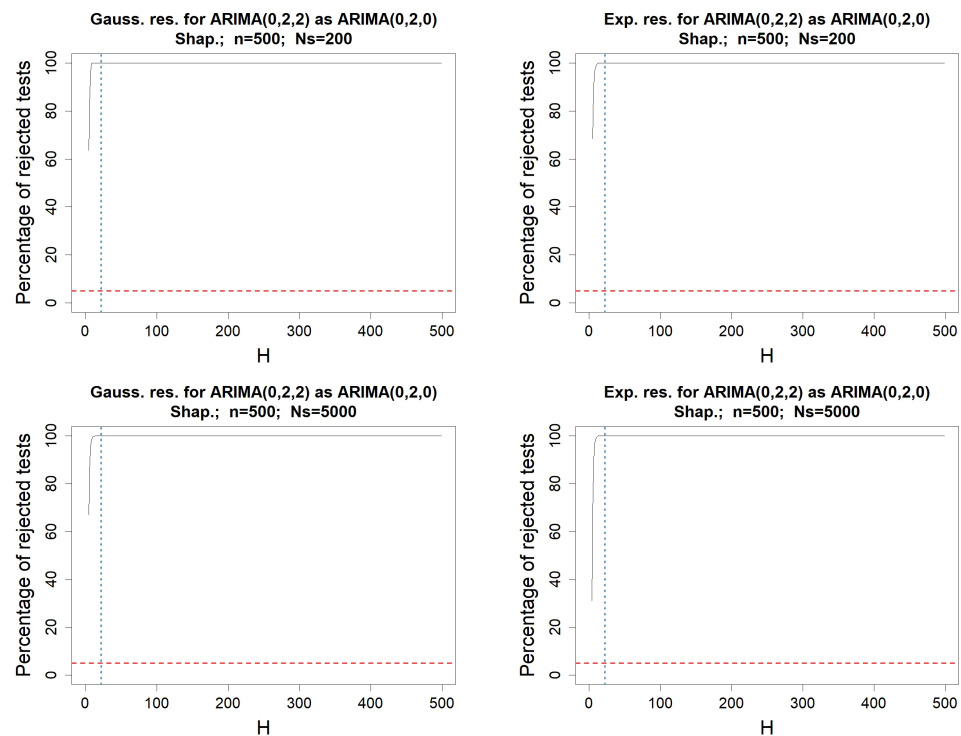 Gauss. res. for ARIMA(0,2,2) as ARIMA(0,2,0)
Shap.; n=500; Ns=200
Percentage of rejected tests
100
80
60
40
20
0
0 100 200 300 400 500
H
Exp. res. for ARIMA(0,2,2) as ARIMA(0,2,0)
Shap.; n=500; Ns=200
Percentage of rejected tests
100
80
60
40
20
0
0 100 200 300 400 500
H
Gauss. res. for ARIMA(0,2,2) as ARIMA(0,2,0)
Shap.; n=500; Ns=5000
Percentage of rejected tests
100
80
60
40
20
0
0 100 200 300 400 500
H
Exp. res. for ARIMA(0,2,2) as ARIMA(0,2,0)
Shap.; n=500; Ns=5000
Percentage of rejected tests
100
80
60
40
20
0
0 100 200 300 400 500
H